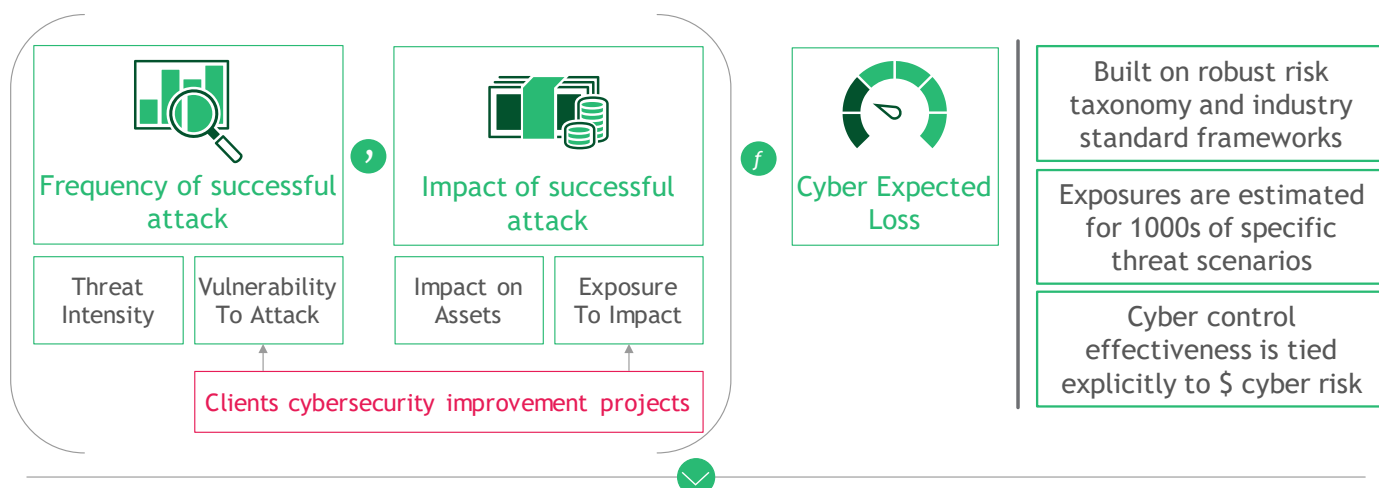 Frequency of successful
attack
,
Impact of successful
attack
f
Cyber Expected
Loss
Threat
Intensity
Vulnerability
To Attack
Impact on
Assets
Exposure
To Impact
Clients cybersecurity improvement projects
Built on robust risk
taxonomy and industry
standard frameworks
Exposures are estimated
for 1000s of specific
threat scenarios
Cyber control
effectiveness is tied
explicitly to $ cyber risk